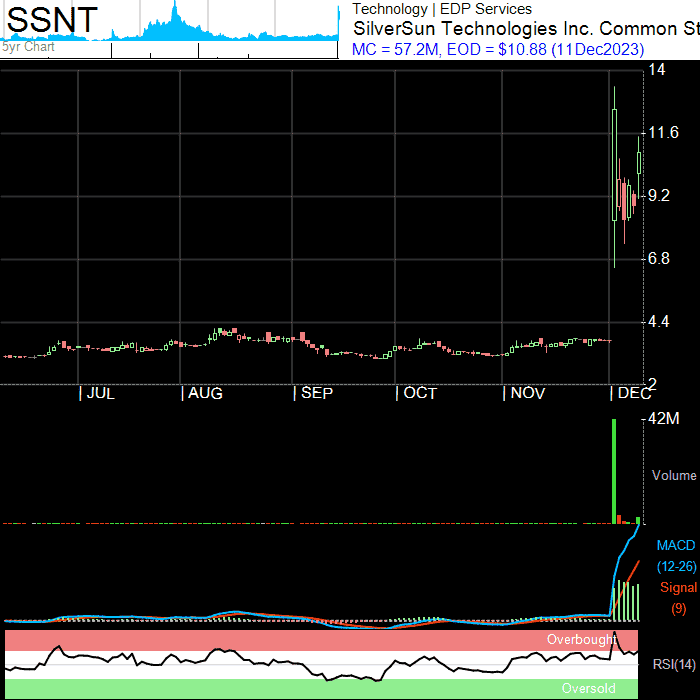 SSNT
5yr Chart
Technology | EDP Services
SilverSun Technologies Inc. Common St
MC = 57.2M, EOD = $10.88 (11Dec2023)
14
11.6
9.2
6.8
4.4
2
JUL
AUG
SEP
OCT
NOV
DEC
42M
Volume
MACD
(12-26)
Signal
(9)
Overbought
RSI(14)
Oversold